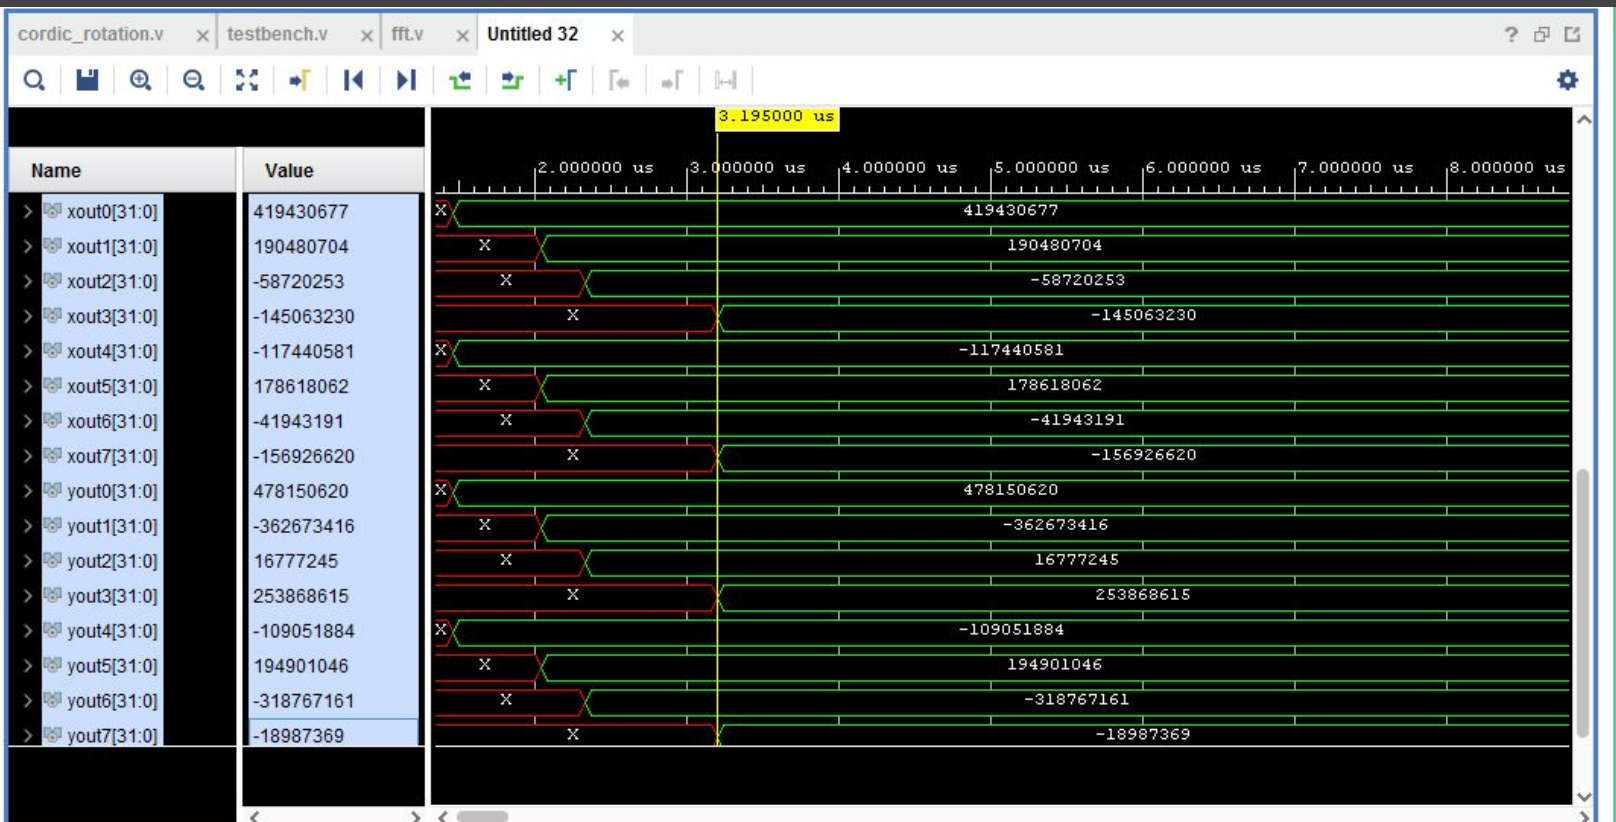 cordic_rotation.v × testbench.v × fft.v × Untitled 32 × ?
3.195000 us
Name Value 2.000000 us 3.000000 us 4.000000 us 5.000000 us 6.000000 us 7.000000 us 8.000000 us
> xout0[31:0] 419430677 X 419430677
> xout1[31:0] 190480704 X 190480704
> xout2[31:0] -58720253 X -58720253
> xout3[31:0] -145063230 X -145063230
> xout4[31:0] -117440581 X -117440581
> xout5[31:0] 178618062 X 178618062
> xout6[31:0] -41943191 X -41943191
> xout7[31:0] -156926620 X -156926620
> yout0[31:0] 478150620 X 478150620
> yout1[31:0] -362673416 X -362673416
> yout2[31:0] 16777245 X 16777245
> yout3[31:0] 253868615 X 253868615
> yout4[31:0] -109051884 X -109051884
> yout5[31:0] 194901046 X 194901046
> yout6[31:0] -318767161 X -318767161
> yout7[31:0] -18987369 X -18987369